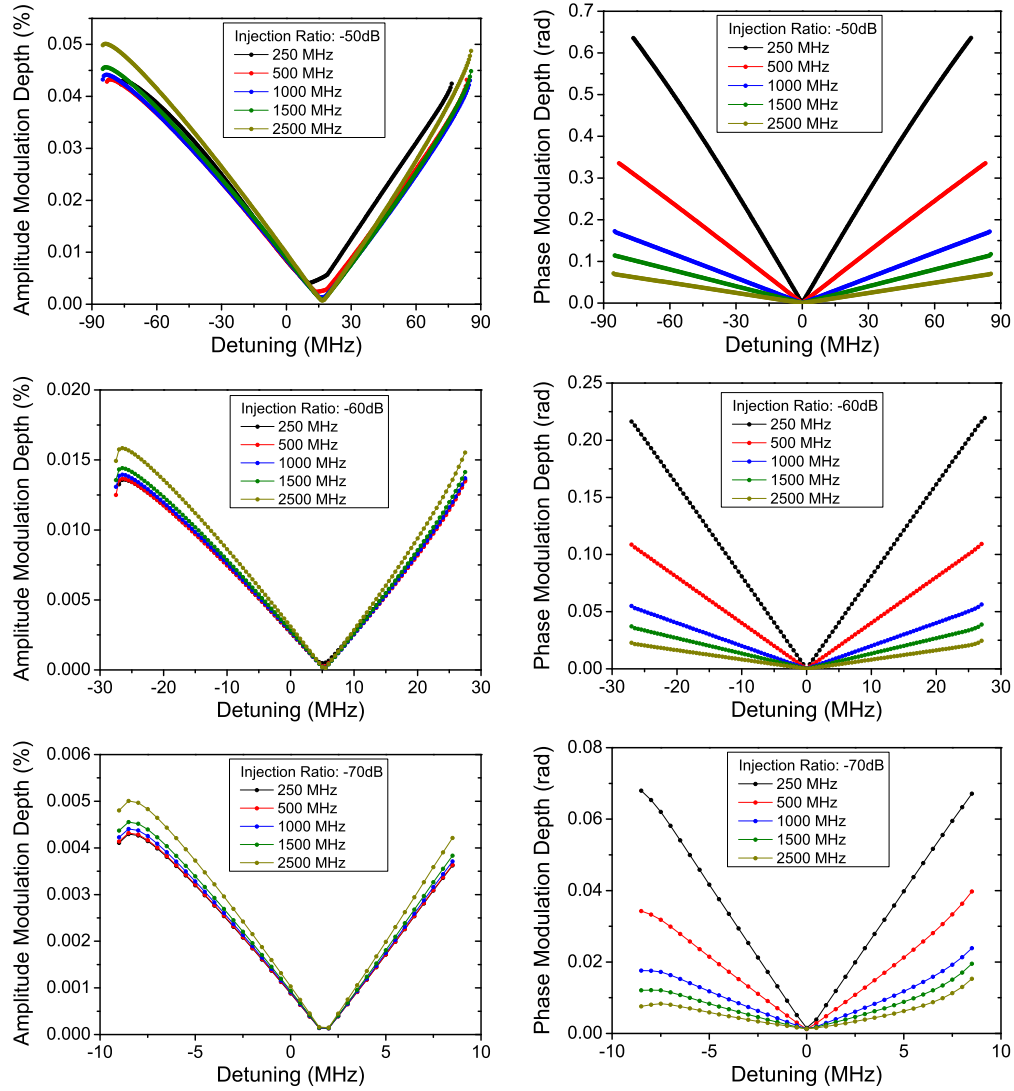 Amplitude Modulation Depth (%)
0.05
0.04
0.03
0.02
0.01
0.00
Injection Ratio: -50dB
250 MHz
500 MHz
1000 MHz
1500 MHz
2500 MHz
-90 -60 -30 0 30 60 90
Detuning (MHz)
Phase Modulation Depth (rad)
0.7
0.6
0.5
0.4
0.3
0.2
0.1
0.0
Injection Ratio: -50dB
250 MHz
500 MHz
1000 MHz
1500 MHz
2500 MHz
-90 -60 -30 0 30 60 90
Detuning (MHz)
Amplitude Modulation Depth (%)
0.020
0.015
0.010
0.005
0.000
Injection Ratio: -60dB
250 MHz
500 MHz
1000 MHz
1500 MHz
2500 MHz
-30 -20 -10 0 10 20 30
Detuning (MHz)
Phase Modulation Depth (rad)
0.25
0.20
0.15
0.10
0.05
0.00
Injection Ratio: -60dB
250 MHz
500 MHz
1000 MHz
1500 MHz
2500 MHz
-30 -20 -10 0 10 20 30
Detuning (MHz)
Amplitude Modulation Depth (%)
0.006
0.005
0.004
0.003
0.002
0.001
0.000
Injection Ratio: -70dB
250 MHz
500 MHz
1000 MHz
1500 MHz
2500 MHz
-10 -5 0 5 10
Detuning (MHz)
Phase Modulation Depth (rad)
0.08
0.06
0.04
0.02
0.00
Injection Ratio: -70dB
250 MHz
500 MHz
1000 MHz
1500 MHz
2500 MHz
-10 -5 0 5 10
Detuning (MHz)